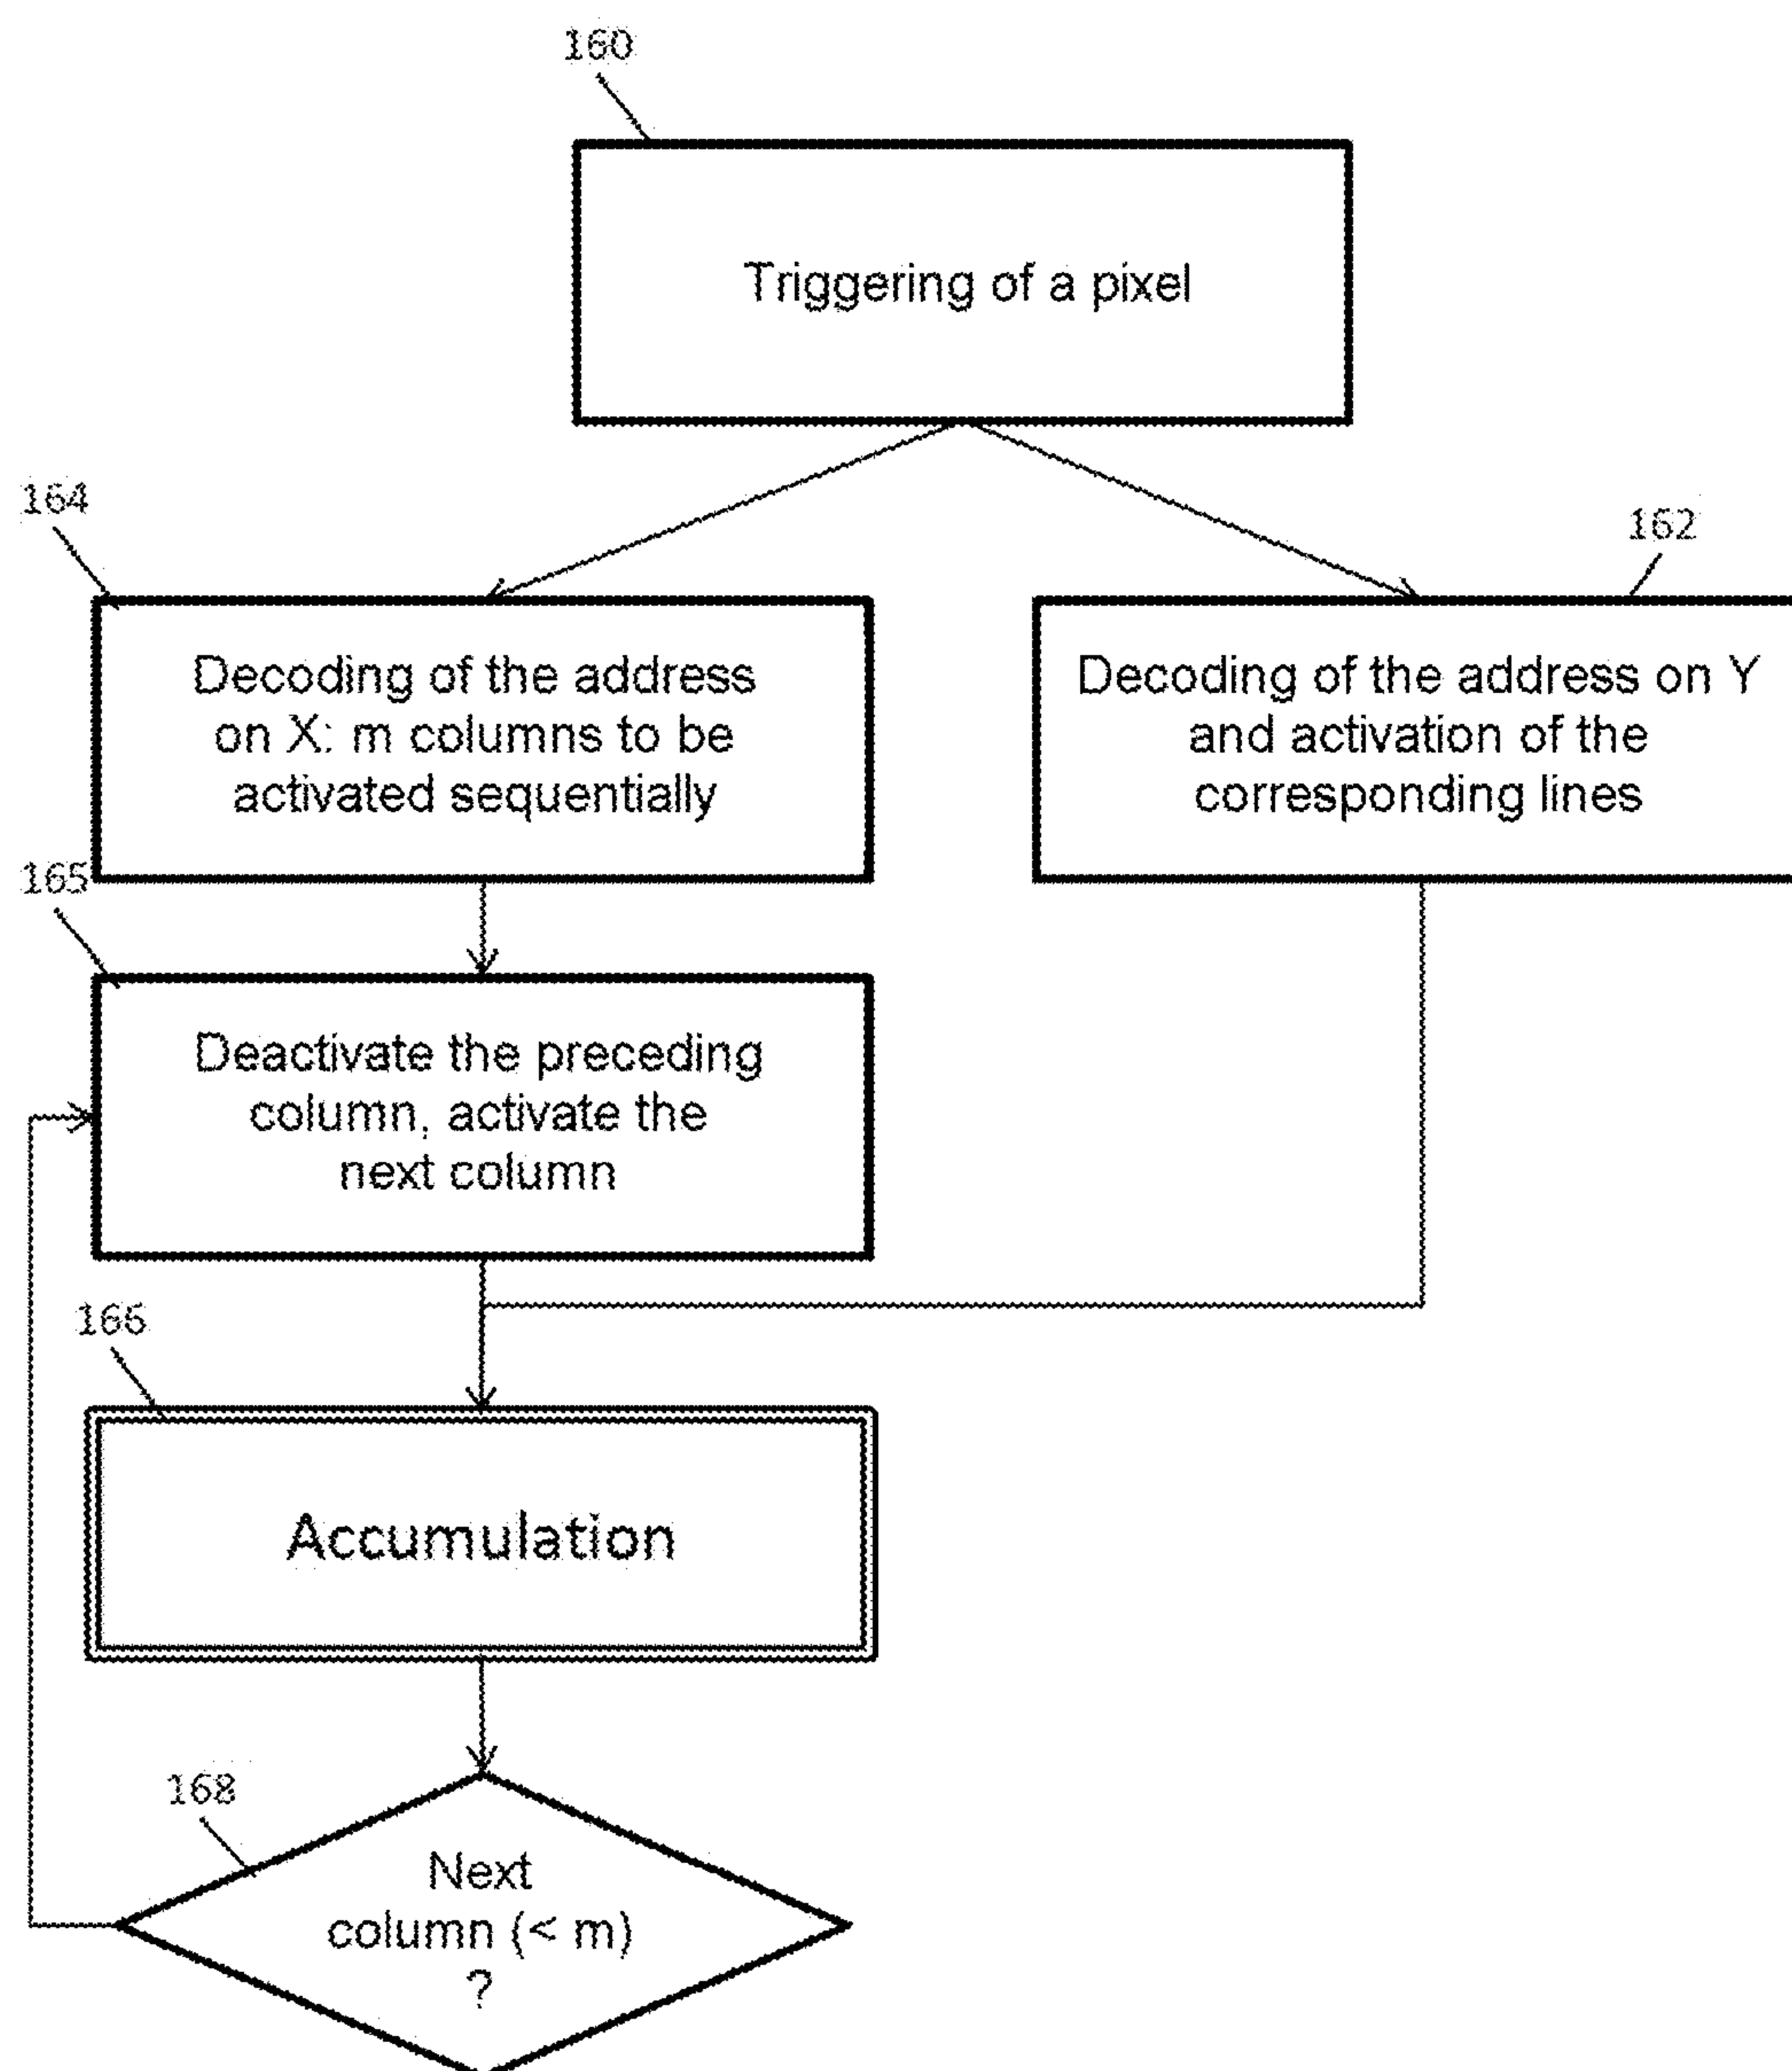 160
Triggering of a pixel
164
162
Decoding of the address
on X: m columns to be
activated sequentially
Decoding of the address on Y
and activation of the
corresponding lines
165
Deactivate the preceding
column, activate the
next column
166
Accumulation
168
Next
column (< m)
?